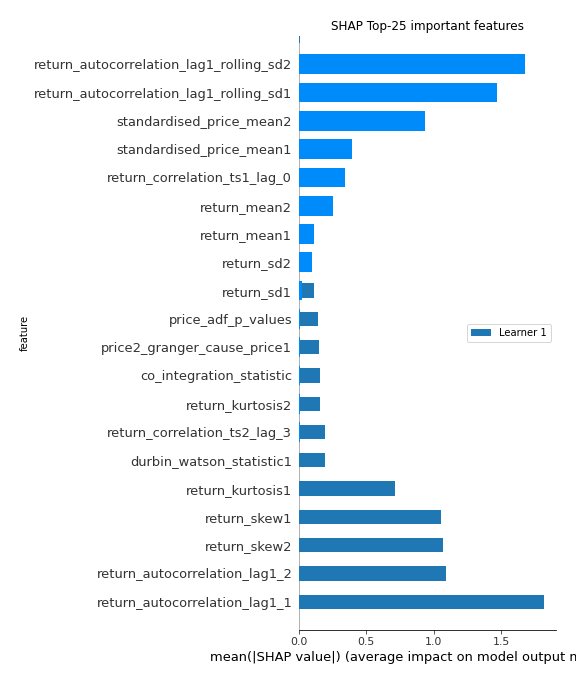 SHAP Top-25 important features
return_autocorrelation_lag1_rolling_sd2
return_autocorrelation_lag1_rolling_sd1
standardised_price_mean2
standardised_price_mean1
return_correlation_ts1_lag_0
return_mean2
return_mean1
return_sd2
return_sd1
price_adf_p_values
price2_granger_cause_price1
co_integration_statistic
return_kurtosis2
return_correlation_ts2_lag_3
durbin_watson_statistic1
return_kurtosis1
return_skew1
return_skew2
return_autocorrelation_lag1_2
return_autocorrelation_lag1_1
feature
Learner 1
0.0 0.5 1.0 1.5
mean(|SHAP value|) (average impact on model output